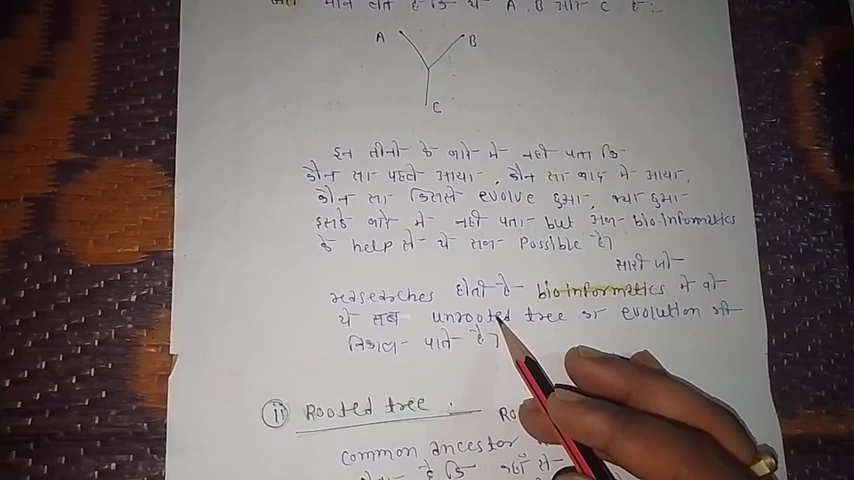 मान लेते है कि ये A, B और C है :-
A
B
C
इन तीनो के बारे मे नही पता कि
कौन सा पहले आया, कौन सा बाद मे आया,
कौन सा किससे evolve हुआ, क्या हुआ
इसके बारे मे नही पता but अब bioinformatics
के help से ये सब Possible है।
सारी जो
researches होती है bioinformatics मे वो
ये सब unrooted tree or evolution भी
निकाल पाते है।
(ii) Rooted tree :
common ancestor
है कि कहाँ से